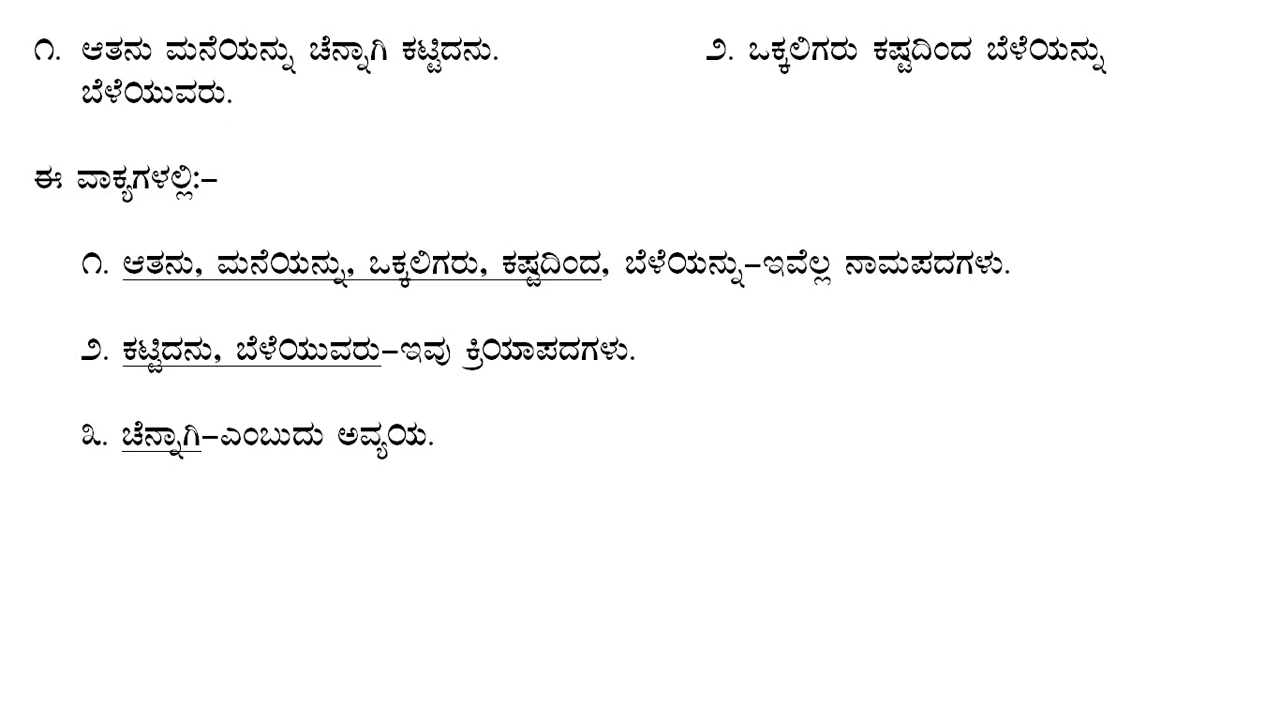 ೧. ಆತನು ಮನೆಯನ್ನು ಚೆನ್ನಾಗಿ ಕಟ್ಟಿದನು. ೨. ಒಕ್ಕಲಿಗರು ಕಷ್ಟದಿಂದ ಬೆಳೆಯನ್ನು
ಬೆಳೆಯುವರು.
ಈ ವಾಕ್ಯಗಳಲ್ಲಿ:–
೧. ಆತನು, ಮನೆಯನ್ನು, ಒಕ್ಕಲಿಗರು, ಕಷ್ಟದಿಂದ, ಬೆಳೆಯನ್ನು–ಇವೆಲ್ಲ ನಾಮಪದಗಳು.
೨. ಕಟ್ಟಿದನು, ಬೆಳೆಯುವರು–ಇವು ಕ್ರಿಯಾಪದಗಳು.
೩. ಚೆನ್ನಾಗಿ–ಎಂಬುದು ಅವ್ಯಯ.